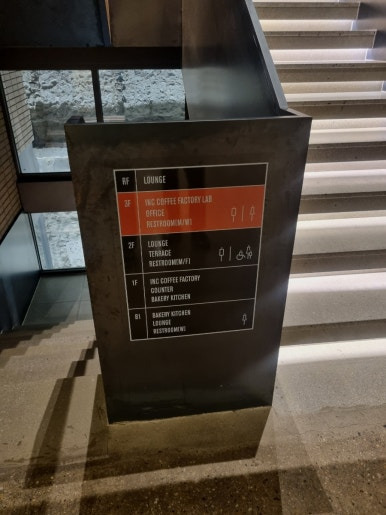 RF LOUNGE
3F INC COFFEE FACTORY LAB
OFFICE
RESTROOM(M/W)
2F LOUNGE
TERRACE
RESTROOM(M/F)
1F INC COFFEE FACTORY
COUNTER
BAKERY KITCHEN
B1 BAKERY KITCHEN
LOUNGE
RESTROOM(W)